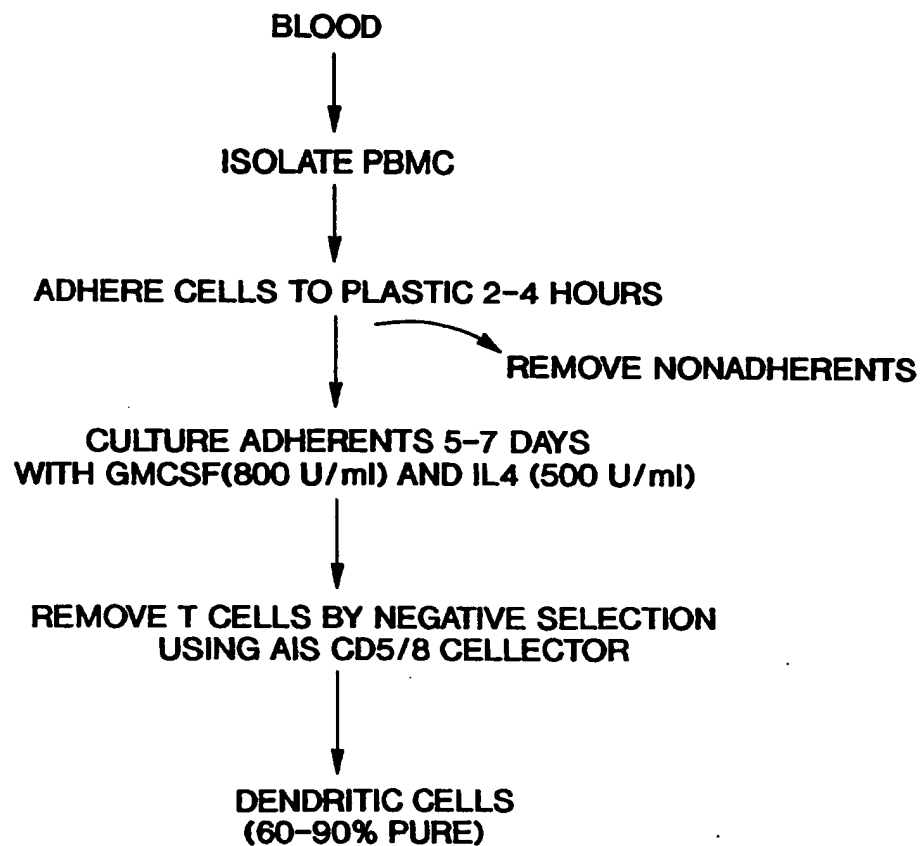 BLOOD
ISOLATE PBMC
ADHERE CELLS TO PLASTIC 2-4 HOURS
REMOVE NONADHERENTS
CULTURE ADHERENTS 5-7 DAYS
WITH GMCSF(800 U/ml) AND IL4 (500 U/ml)
REMOVE T CELLS BY NEGATIVE SELECTION
USING AIS CD5/8 CELLECTOR
DENDRITIC CELLS
(60-90% PURE)